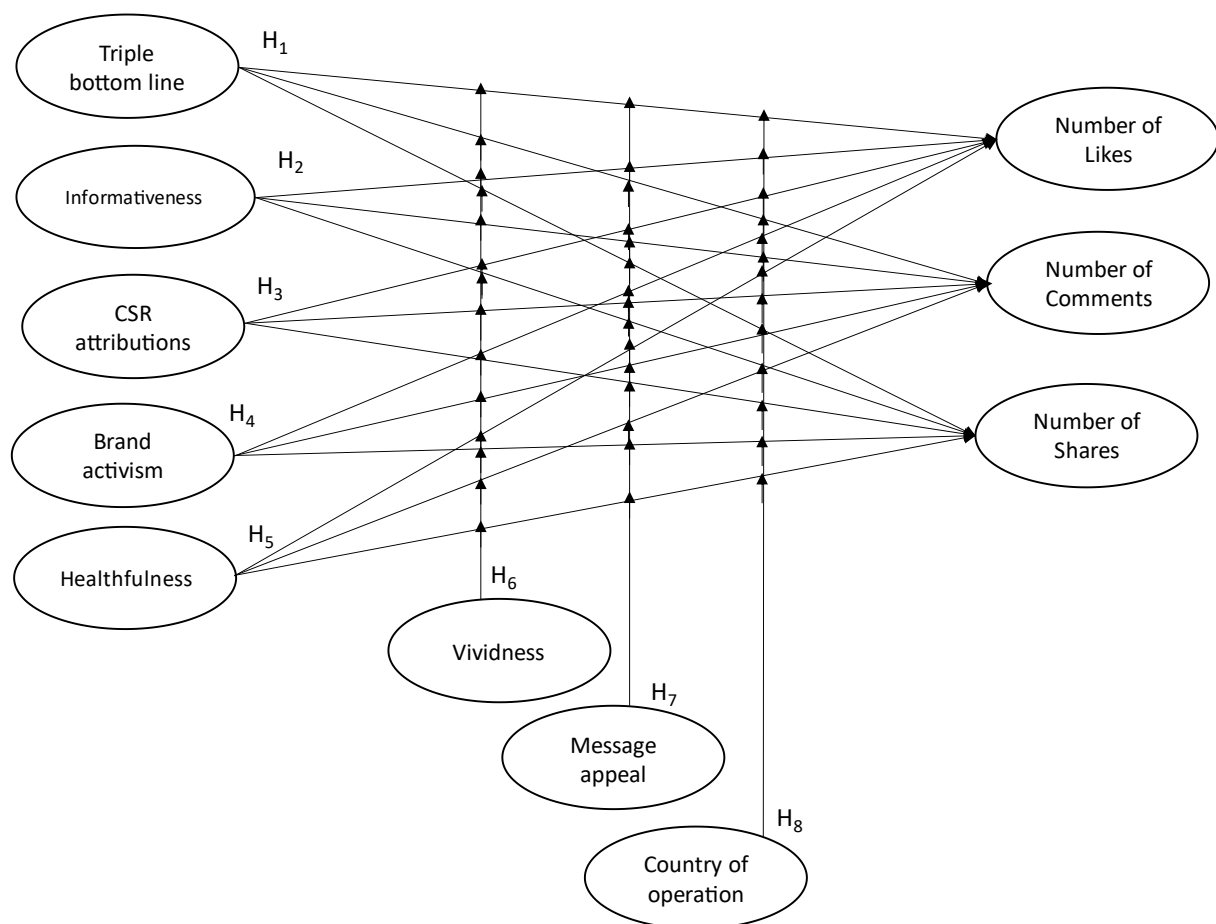 Triple
bottom line
H₁
Informativeness
H₂
CSR
attributions
H₃
Brand
activism
H₄
Healthfulness
H₅
Number of
Likes
Number of
Comments
Number of
Shares
H₆
Vividness
H₇
Message
appeal
H₈
Country of
operation